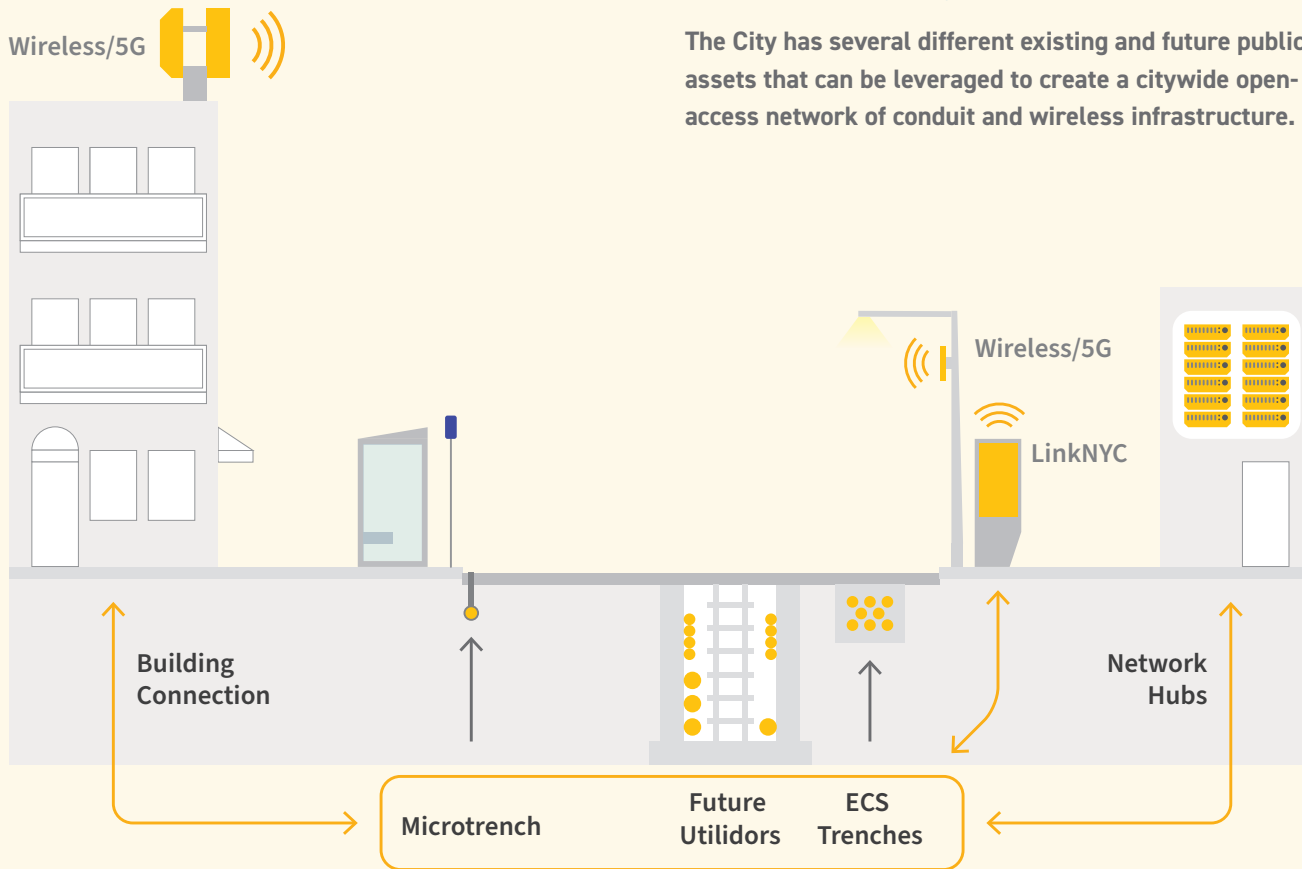 Wireless/5G
The City has several different existing and future public
assets that can be leveraged to create a citywide open-
access network of conduit and wireless infrastructure.
Wireless/5G
LinkNYC
Building
Connection
Network
Hubs
Microtrench
Future
Utilidors
ECS
Trenches